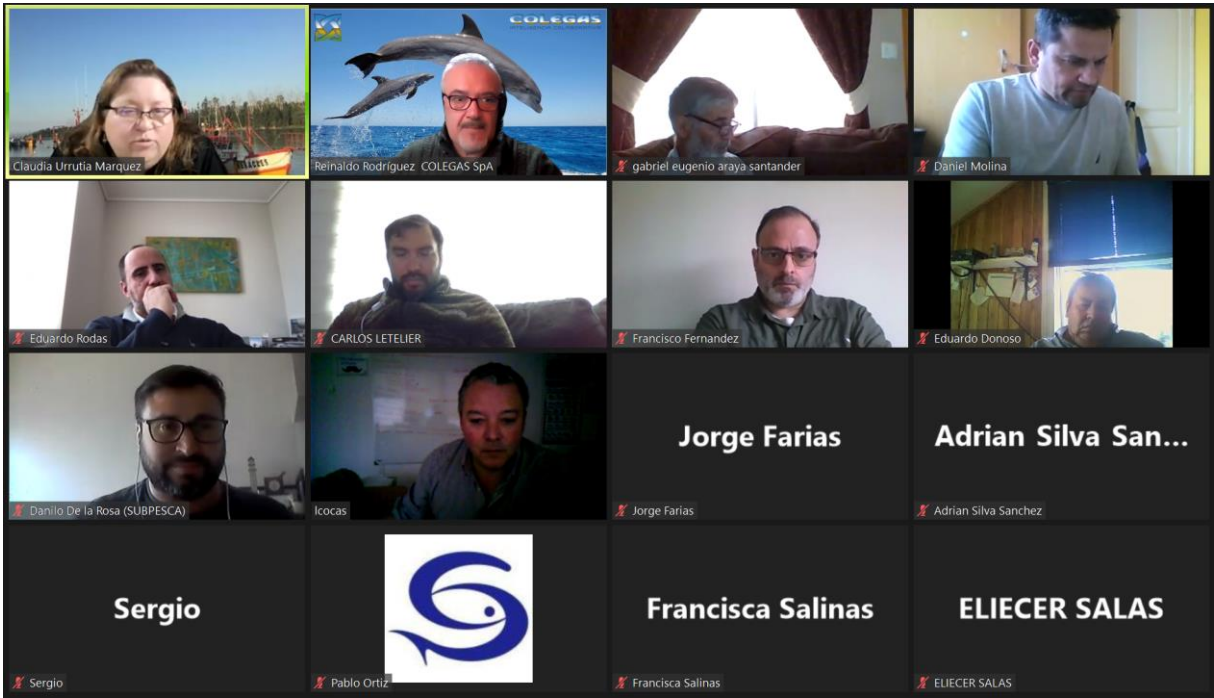 COLEGAS
Claudia Urrutia Marquez
Reinaldo Rodríguez COLEGAS SpA
gabriel eugenio araya santander
Daniel Molina
Eduardo Rodas
CARLOS LETELIER
Francisco Fernandez
Eduardo Donoso
Danilo De la Rosa (SUBPESCA)
lcocas
Jorge Farias
Jorge Farias
Adrian Silva San...
Adrian Silva Sanchez
Sergio
Sergio
Pablo Ortiz
Francisca Salinas
Francisca Salinas
ELIECER SALAS
ELIECER SALAS